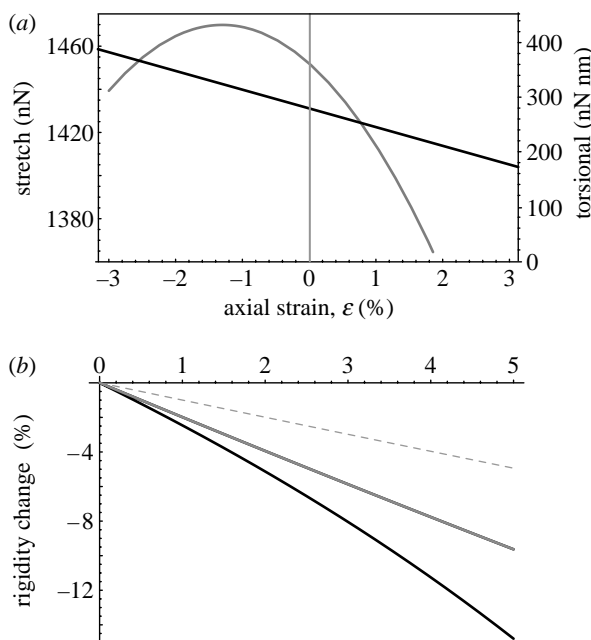 (a)
1460
1420
1380
stretch (nN)
400
300
200
100
0
torsional (nN nm)
–3 –2 –1 0 1 2 3
axial strain, ε (%)
(b)
0 1 2 3 4 5
–4
–8
–12
rigidity change (%)